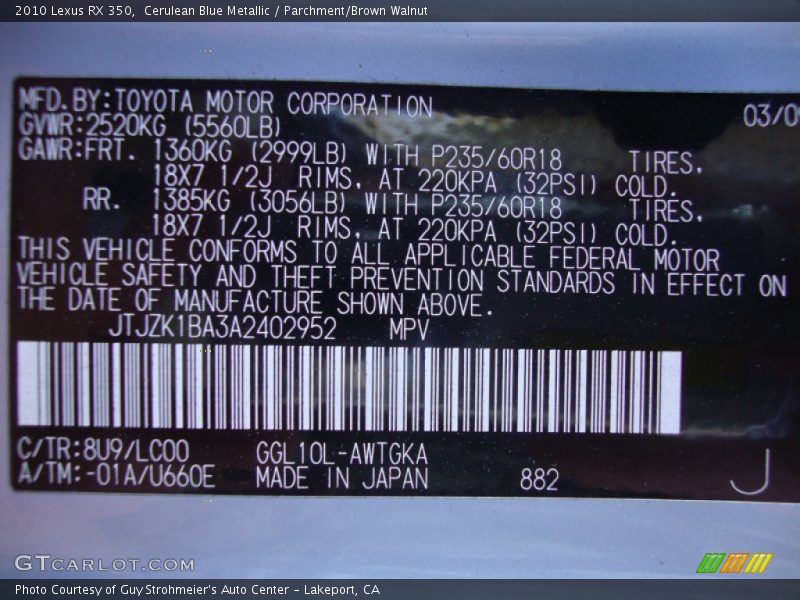 2010 Lexus RX 350, Cerulean Blue Metallic / Parchment/Brown Walnut
MFD. BY:TOYOTA MOTOR CORPORATION 03/0
GVWR:2520KG (5560LB)
GAWR:FRT. 1360KG (2999LB) WITH P235/60R18 TIRES,
18X7 1/2J RIMS, AT 220KPA (32PSI) COLD.
RR. 1385KG (3056LB) WITH P235/60R18 TIRES,
18X7 1/2J RIMS, AT 220KPA (32PSI) COLD.
THIS VEHICLE CONFORMS TO ALL APPLICABLE FEDERAL MOTOR
VEHICLE SAFETY AND THEFT PREVENTION STANDARDS IN EFFECT ON
THE DATE OF MANUFACTURE SHOWN ABOVE.
JTJZK1BA3A2402952 MPV
C/TR:8U9/LC00 GGL10L-AWTGKA
A/TM:-01A/U660E MADE IN JAPAN 882 J
GTCARLOT.COM
Photo Courtesy of Guy Strohmeier's Auto Center - Lakeport, CA